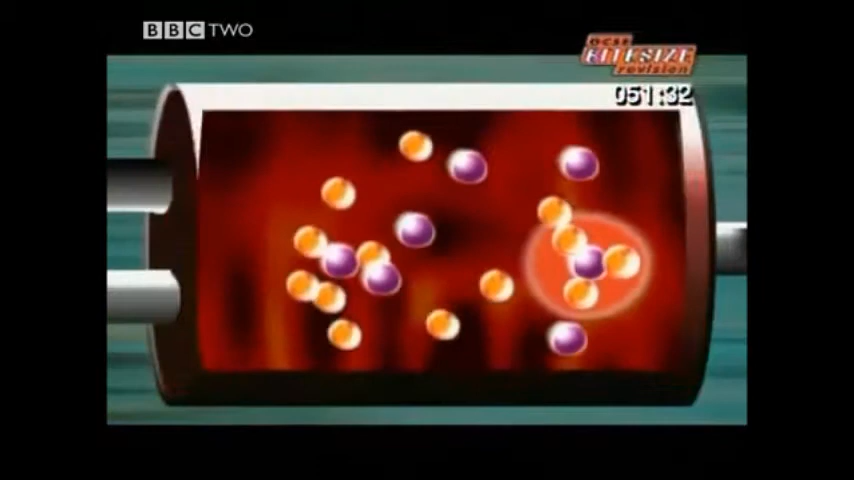 BBC TWO
GCSE
BITESIZE
revision
051:32